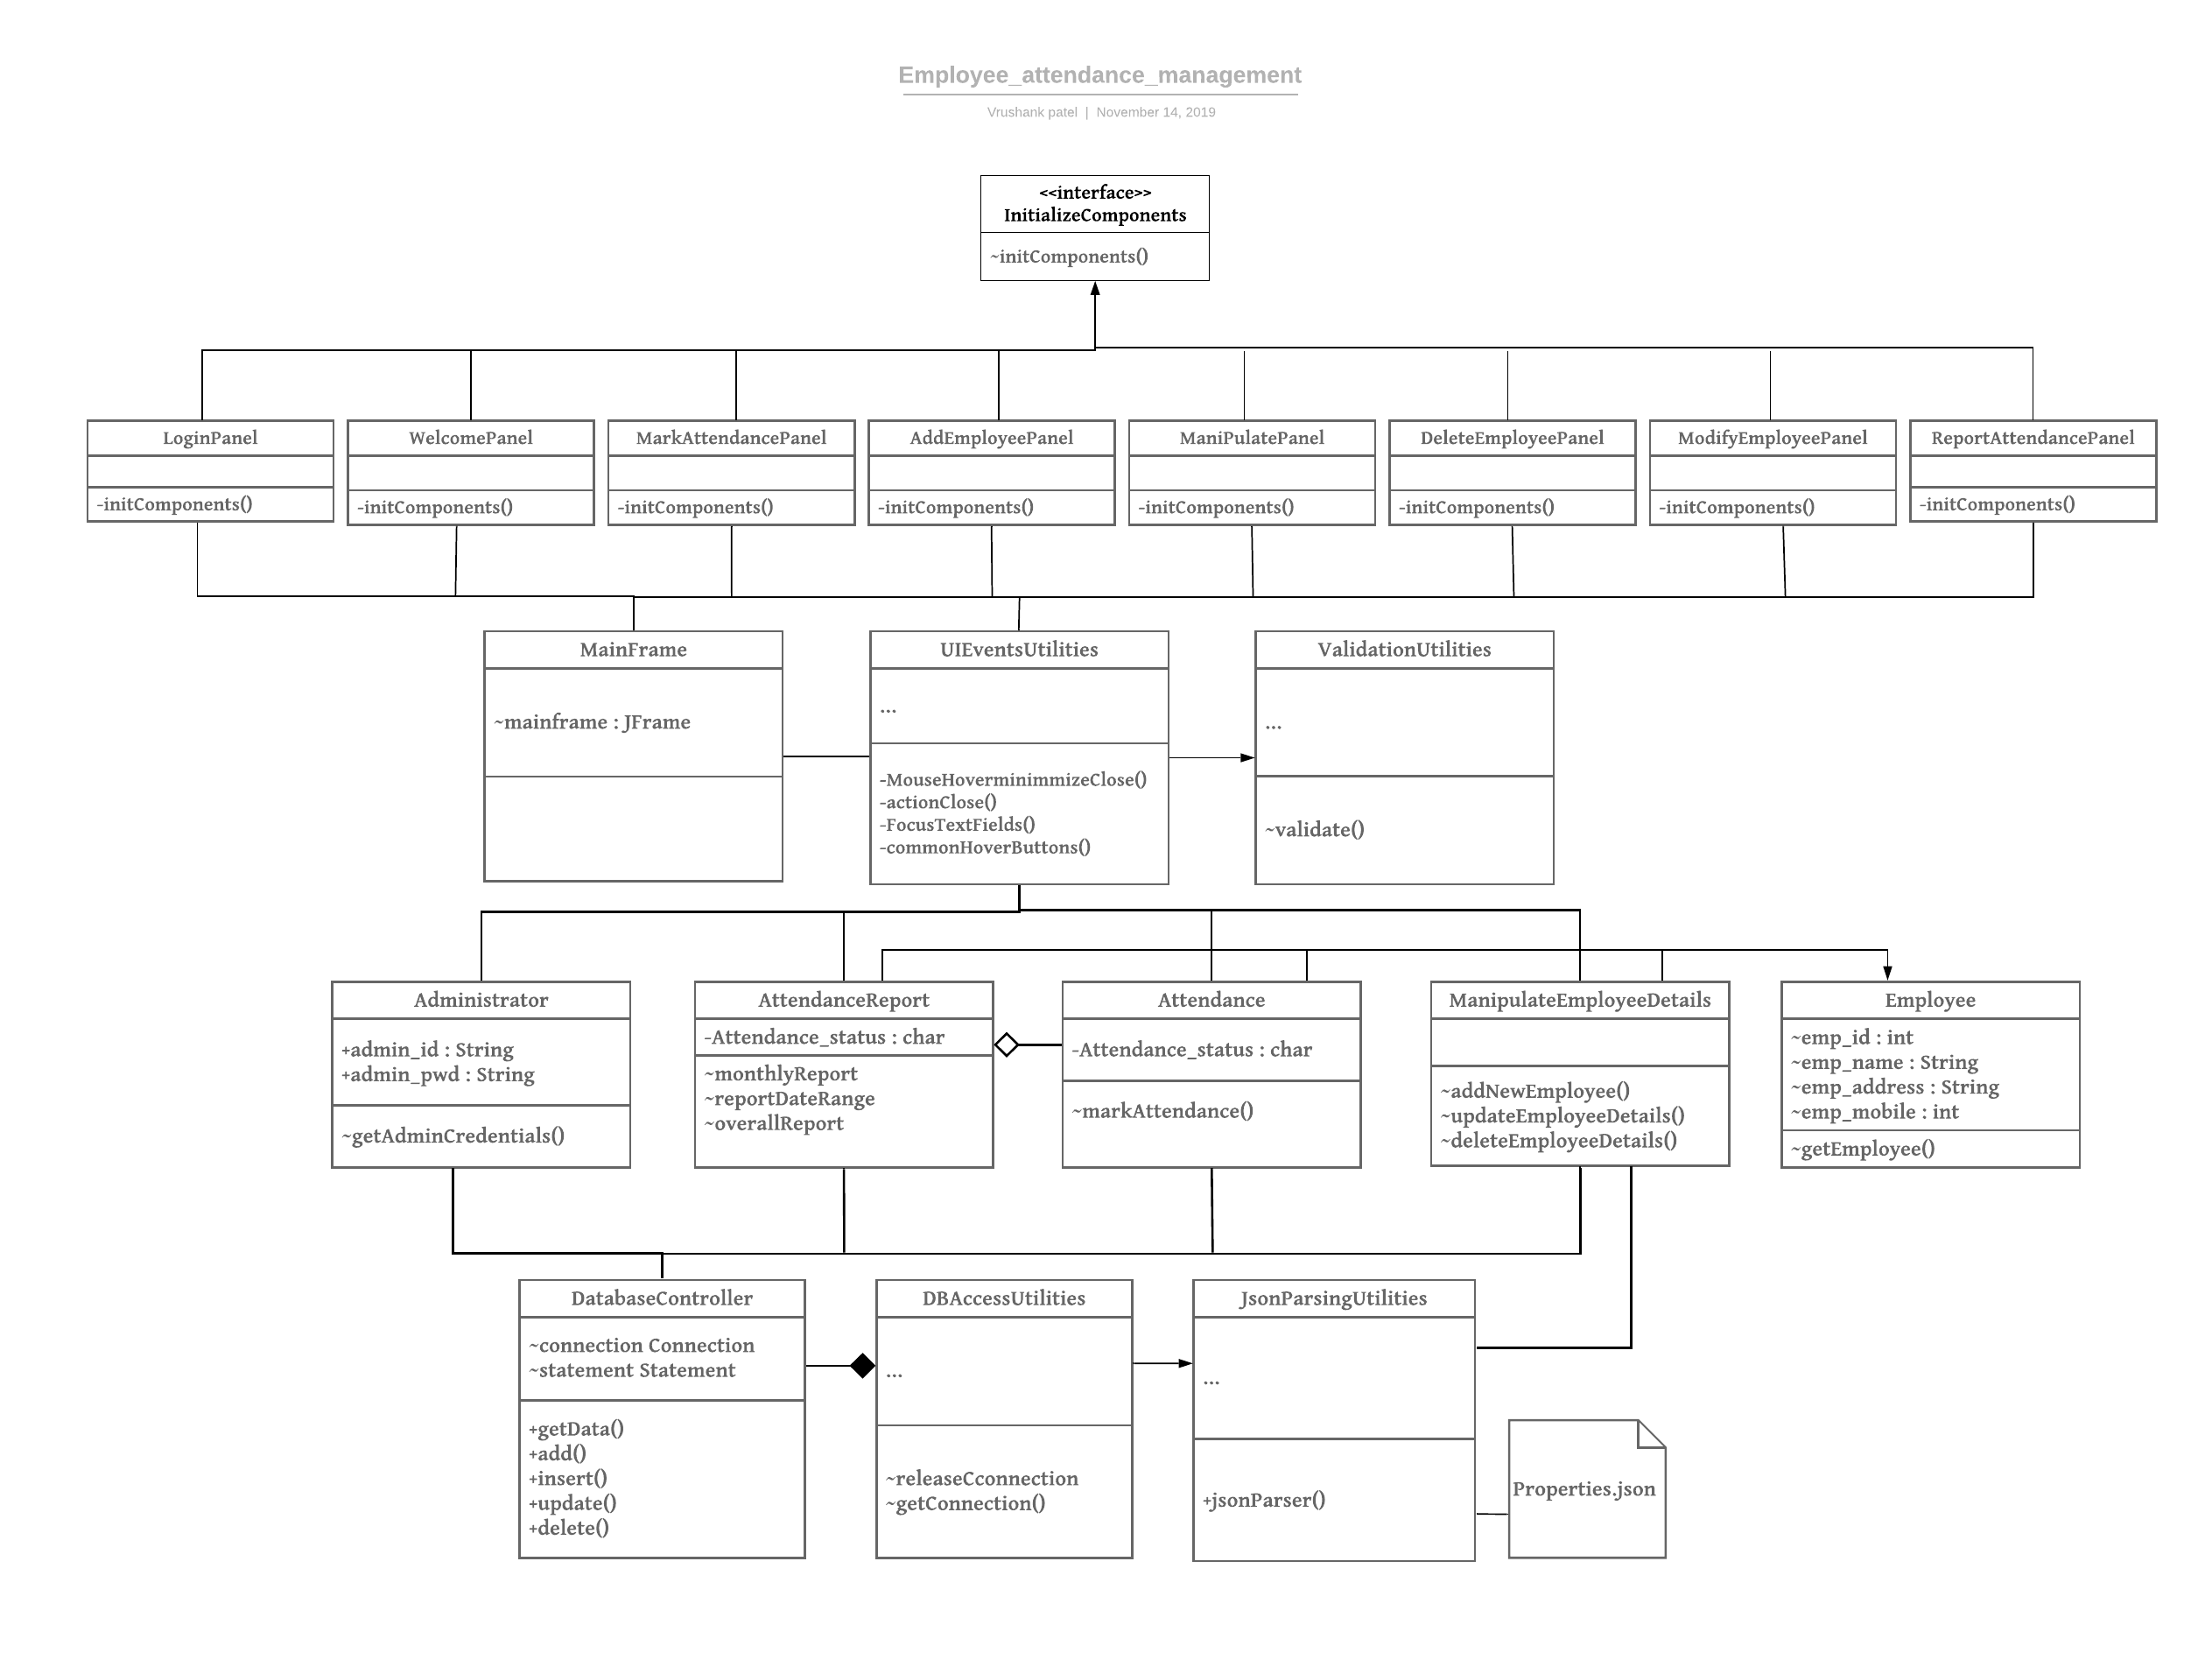 Employee_attendance_management
Vrushank patel | November 14, 2019
<<interface>>
InitializeComponents
~initComponents()
LoginPanel
-initComponents()
WelcomePanel
-initComponents()
MarkAttendancePanel
-initComponents()
AddEmployeePanel
-initComponents()
ManiPulatePanel
-initComponents()
DeleteEmployeePanel
-initComponents()
ModifyEmployeePanel
-initComponents()
ReportAttendancePanel
-initComponents()
MainFrame
~mainframe : JFrame
UIEventsUtilities
...
-MouseHoverminimmizeClose()
-actionClose()
-FocusTextFields()
-commonHoverButtons()
ValidationUtilities
...
~validate()
Administrator
+admin_id : String
+admin_pwd : String
~getAdminCredentials()
AttendanceReport
-Attendance_status : char
~monthlyReport
~reportDateRange
~overallReport
Attendance
-Attendance_status : char
~markAttendance()
ManipulateEmployeeDetails
~addNewEmployee()
~updateEmployeeDetails()
~deleteEmployeeDetails()
Employee
~emp_id : int
~emp_name : String
~emp_address : String
~emp_mobile : int
~getEmployee()
DatabaseController
~connection Connection
~statement Statement
+getData()
+add()
+insert()
+update()
+delete()
DBAccessUtilities
...
~releaseCconnection
~getConnection()
JsonParsingUtilities
...
+jsonParser()
Properties.json